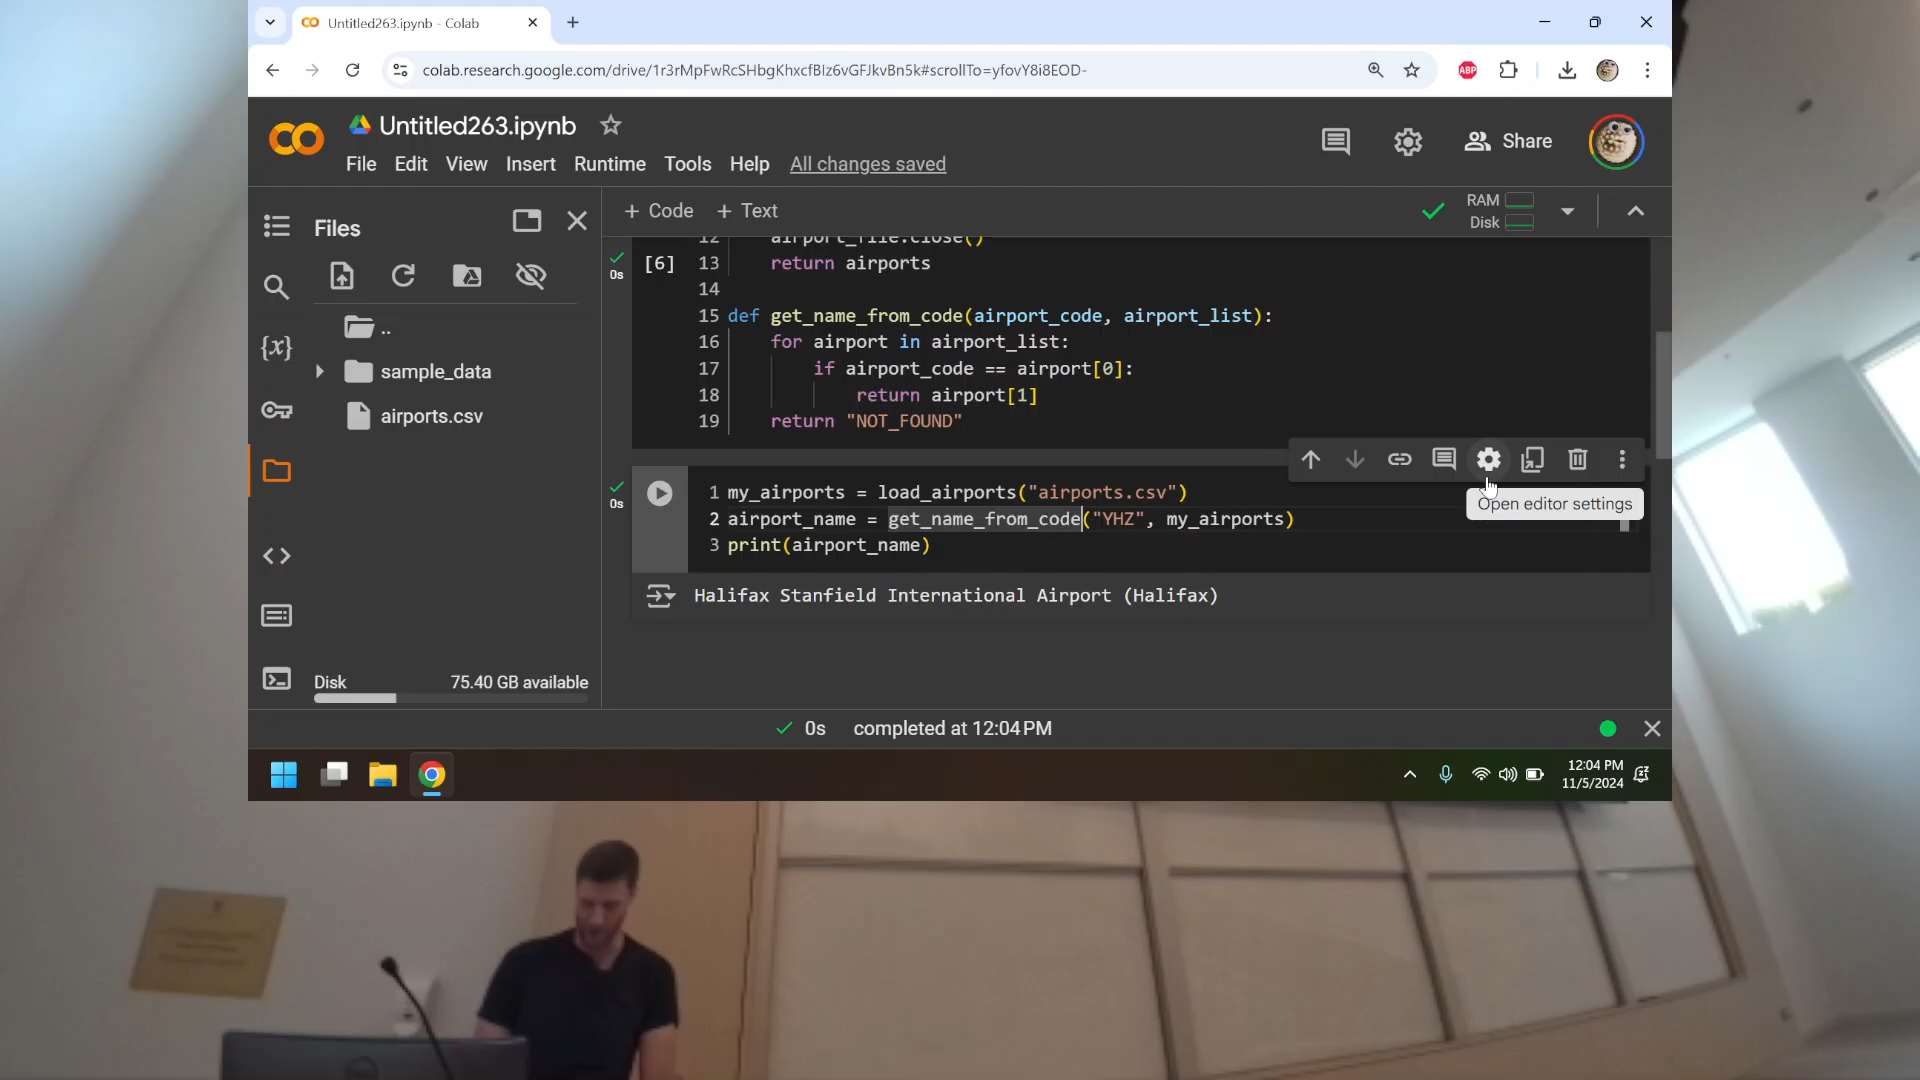 Untitled263.ipynb - Colab
colab.research.google.com/drive/1r3rMpFwRcSHbgKhxcfBIz6vGFJkvBn5k#scrollTo=yfovY8i8EOD-
ABP
Untitled263.ipynb
File Edit View Insert Runtime Tools Help All changes saved
Share
Files
+ Code + Text
RAM
Disk
..
sample_data
airports.csv
Disk 75.40 GB available
0s
[6]
12 airport_file.close()
13 return airports
14
15 def get_name_from_code(airport_code, airport_list):
16 for airport in airport_list:
17 if airport_code == airport[0]:
18 return airport[1]
19 return "NOT_FOUND"
Open editor settings
0s
1 my_airports = load_airports("airports.csv")
2 airport_name = get_name_from_code("YHZ", my_airports)
3 print(airport_name)
Halifax Stanfield International Airport (Halifax)
0s completed at 12:04 PM
12:04 PM
11/5/2024